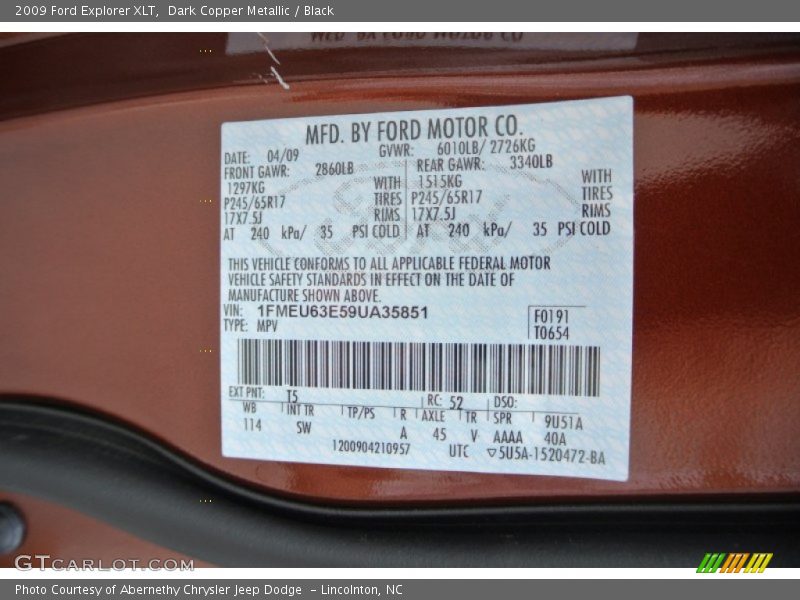 2009 Ford Explorer XLT, Dark Copper Metallic / Black
MFD. BY FORD MOTOR CO.
DATE: 04/09 GVWR: 6010LB/ 2726KG
FRONT GAWR: 2860LB REAR GAWR: 3340LB
1297KG WITH 1515KG WITH
P245/65R17 TIRES P245/65R17 TIRES
17X7.5J RIMS 17X7.5J RIMS
AT 240 kPa/ 35 PSI COLD AT 240 kPa/ 35 PSI COLD
THIS VEHICLE CONFORMS TO ALL APPLICABLE FEDERAL MOTOR
VEHICLE SAFETY STANDARDS IN EFFECT ON THE DATE OF
MANUFACTURE SHOWN ABOVE.
VIN: 1FMEU63E59UA35851 F0191
TYPE: MPV T0654
EXT PNT: T5 RC: 52 DSO:
WB INT TR TP/PS R AXLE TR SPR 9U51A
114 SW A 45 V AAAA 40A
1200904210957 UTC ▽5U5A-1520472-BA
GTCARLOT.COM
Photo Courtesy of Abernethy Chrysler Jeep Dodge - Lincolnton, NC